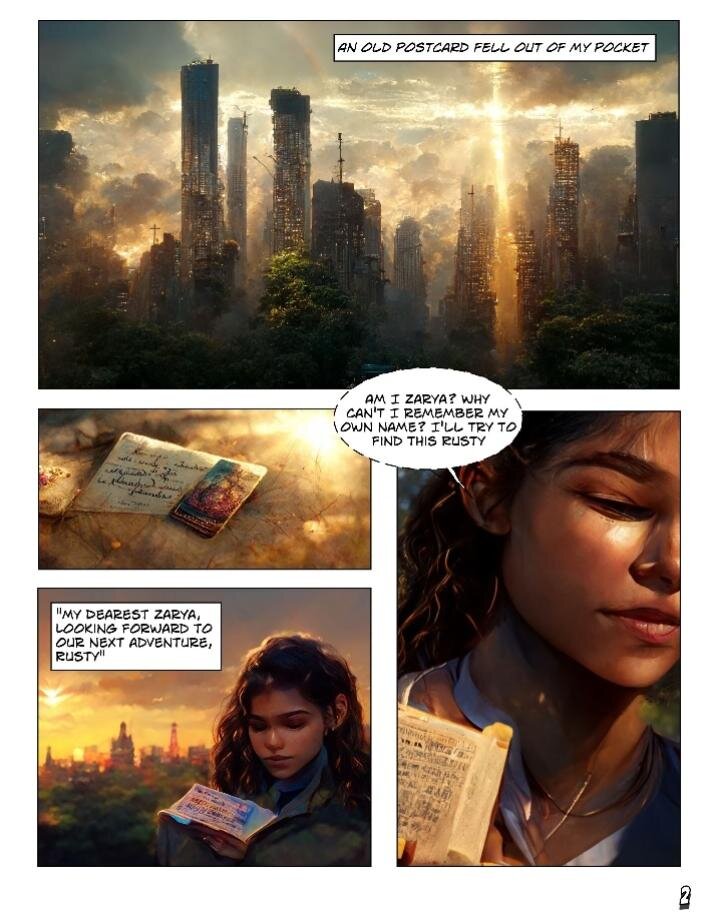 AN OLD POSTCARD FELL OUT OF MY POCKET
AM I ZARYA? WHY
CAN'T I REMEMBER MY
OWN NAME? I'LL TRY TO
FIND THIS RUSTY
"MY DEAREST ZARYA,
LOOKING FORWARD TO
OUR NEXT ADVENTURE,
RUSTY"
2